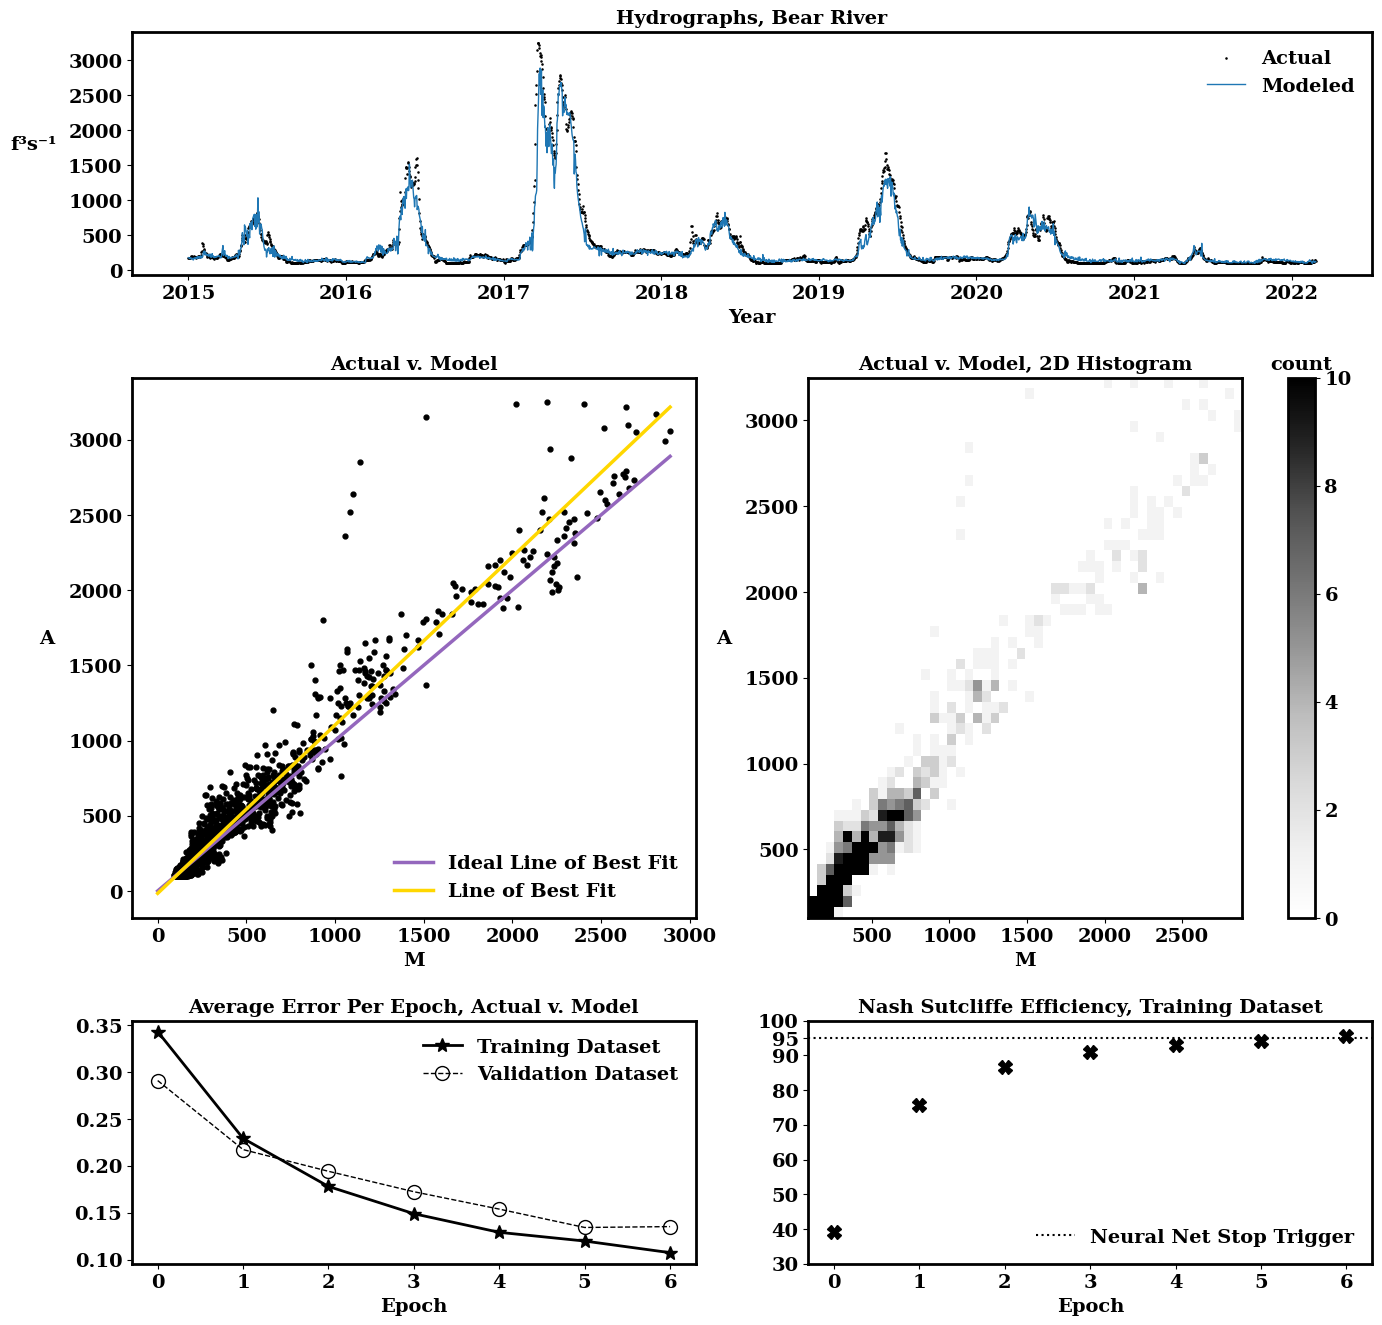 Hydrographs, Bear River
3000
2500
2000
1500
1000
500
0
f³s⁻¹
Actual
Modeled
2015 2016 2017 2018 2019 2020 2021 2022
Year
Actual v. Model
3000
2500
2000
1500
1000
500
0
A
Ideal Line of Best Fit
Line of Best Fit
0 500 1000 1500 2000 2500 3000
M
Actual v. Model, 2D Histogram
3000
2500
2000
1500
1000
500
A
500 1000 1500 2000 2500
M
count
10
8
6
4
2
0
Average Error Per Epoch, Actual v. Model
0.35
0.30
0.25
0.20
0.15
0.10
Training Dataset
Validation Dataset
0 1 2 3 4 5 6
Epoch
Nash Sutcliffe Efficiency, Training Dataset
100
95
90
80
70
60
50
40
30
Neural Net Stop Trigger
0 1 2 3 4 5 6
Epoch